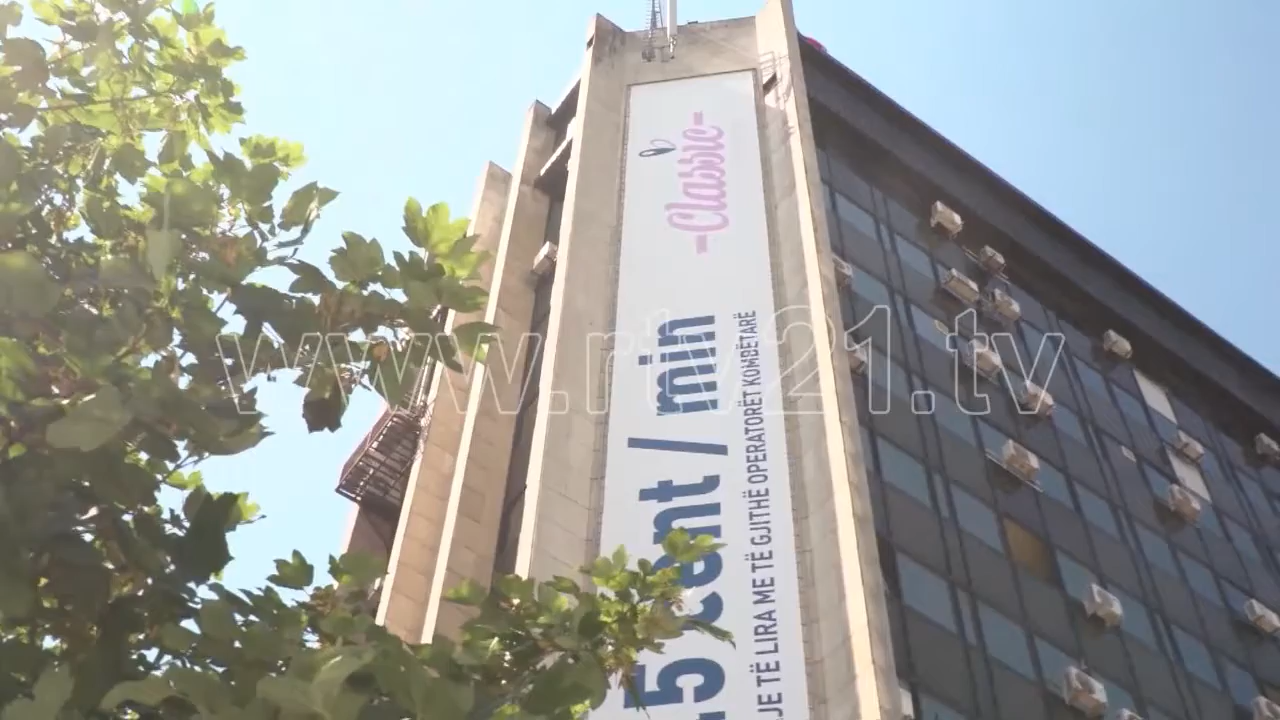 -Classic-
.5 cent / min
JE TË LIRA ME TË GJITHË OPERATORËT KOMBËTARË
www.rtv21.tv